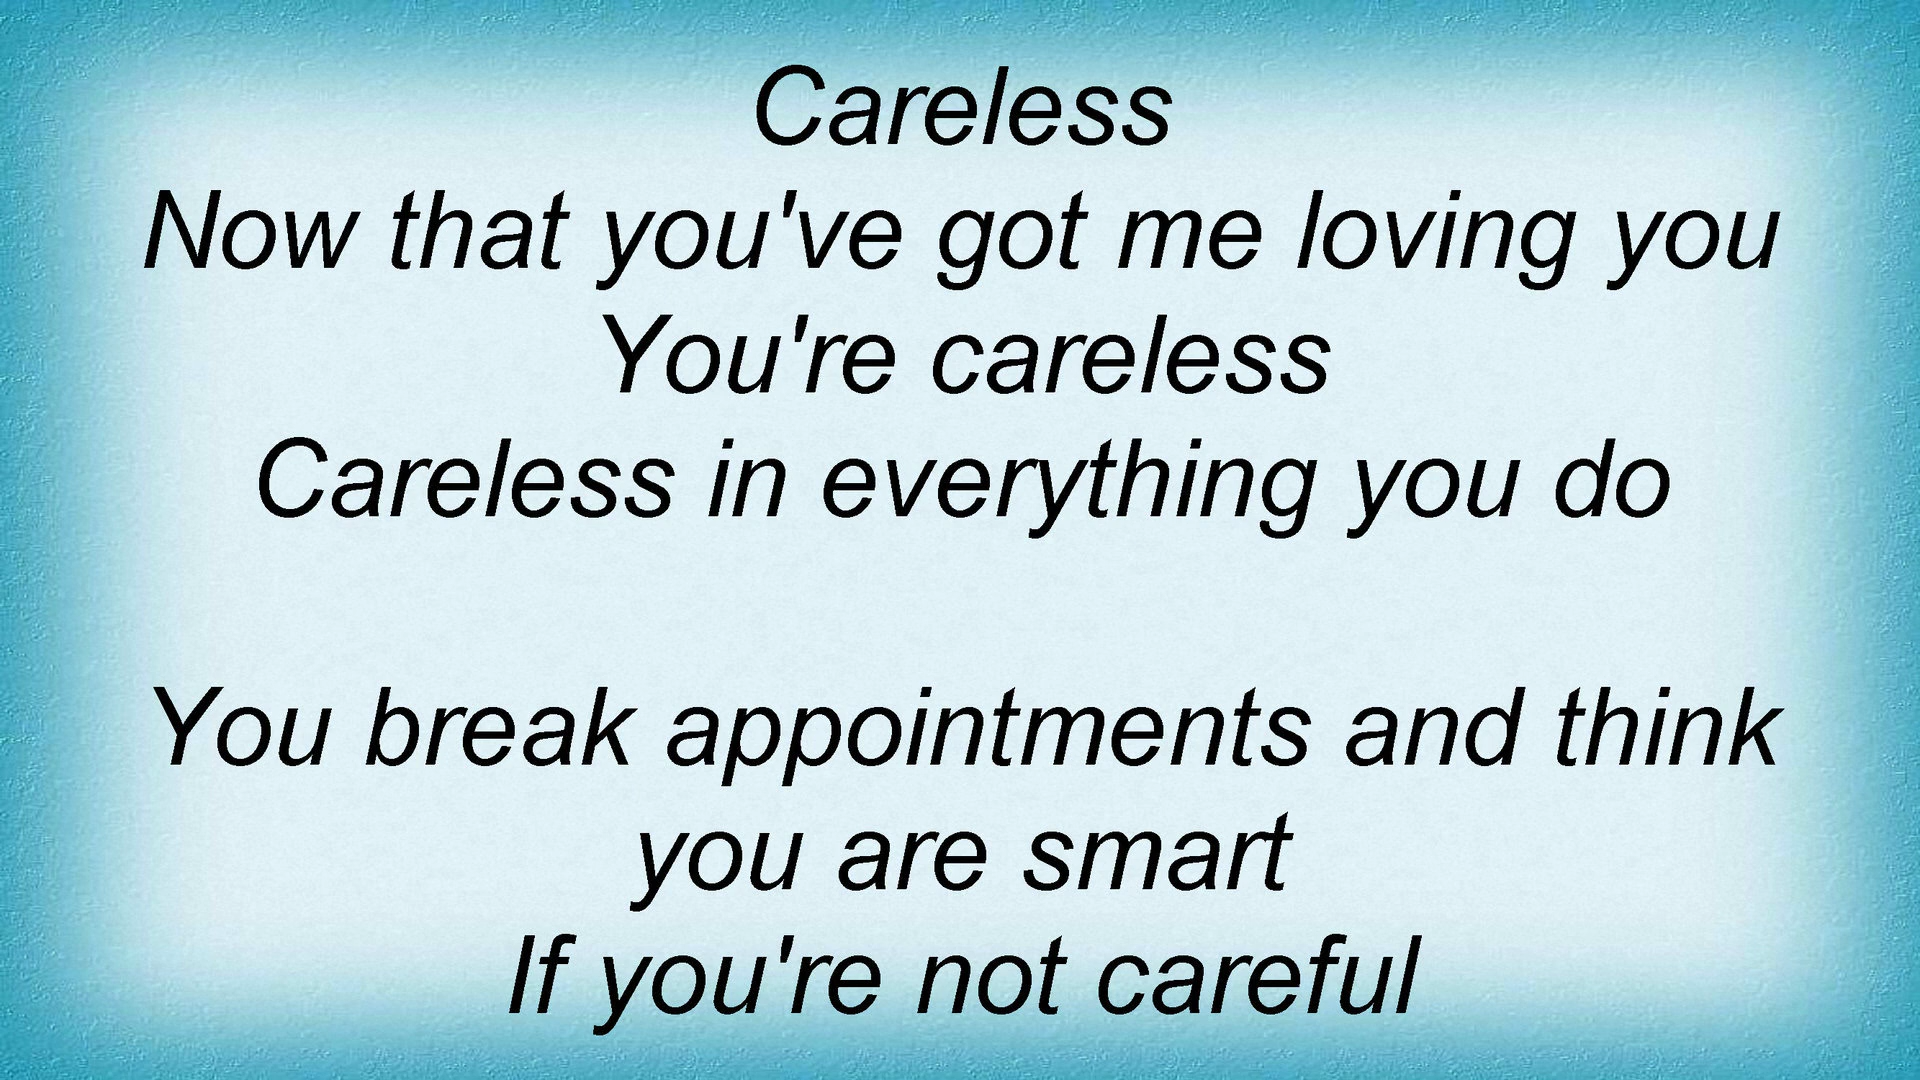 Careless
Now that you've got me loving you
You're careless
Careless in everything you do
You break appointments and think
you are smart
If you're not careful